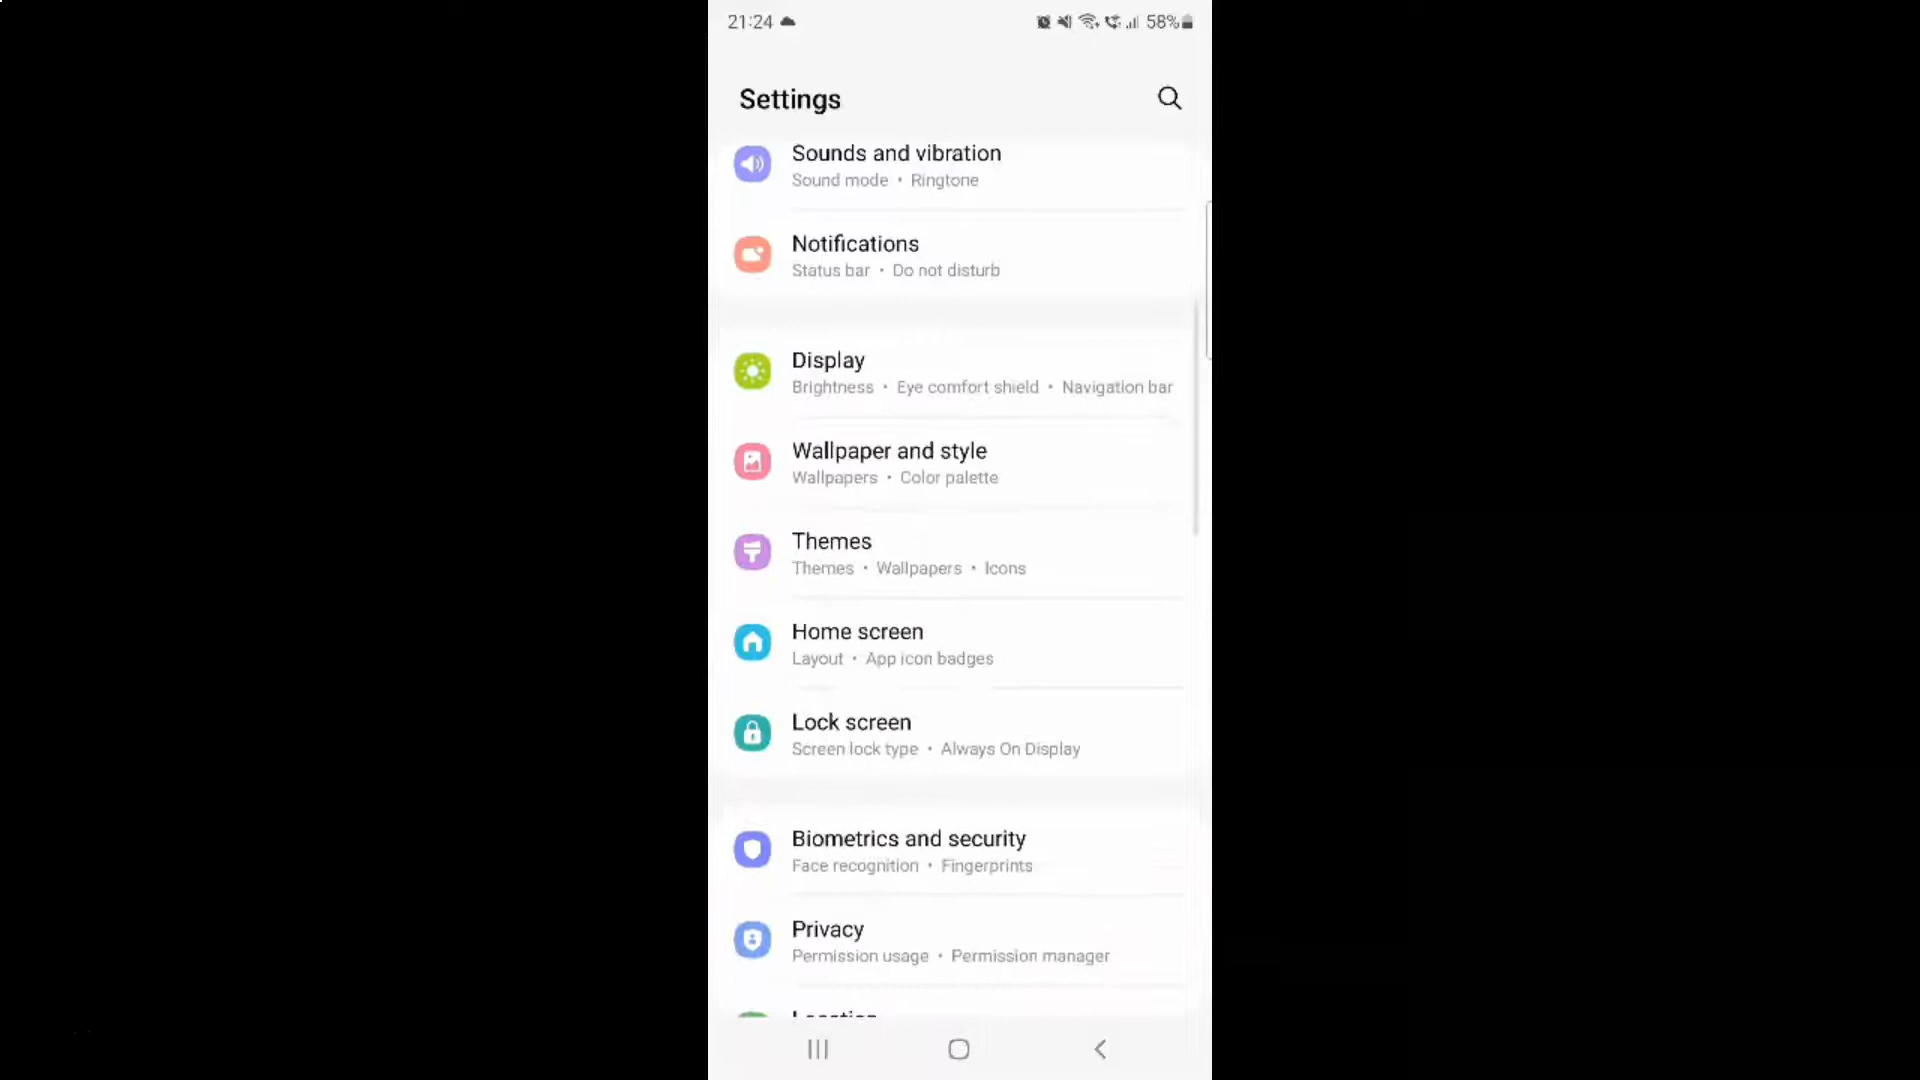 21:24
58%
Settings
Sounds and vibration
Sound mode • Ringtone
Notifications
Status bar • Do not disturb
Display
Brightness • Eye comfort shield • Navigation bar
Wallpaper and style
Wallpapers • Color palette
Themes
Themes • Wallpapers • Icons
Home screen
Layout • App icon badges
Lock screen
Screen lock type • Always On Display
Biometrics and security
Face recognition • Fingerprints
Privacy
Permission usage • Permission manager
Location